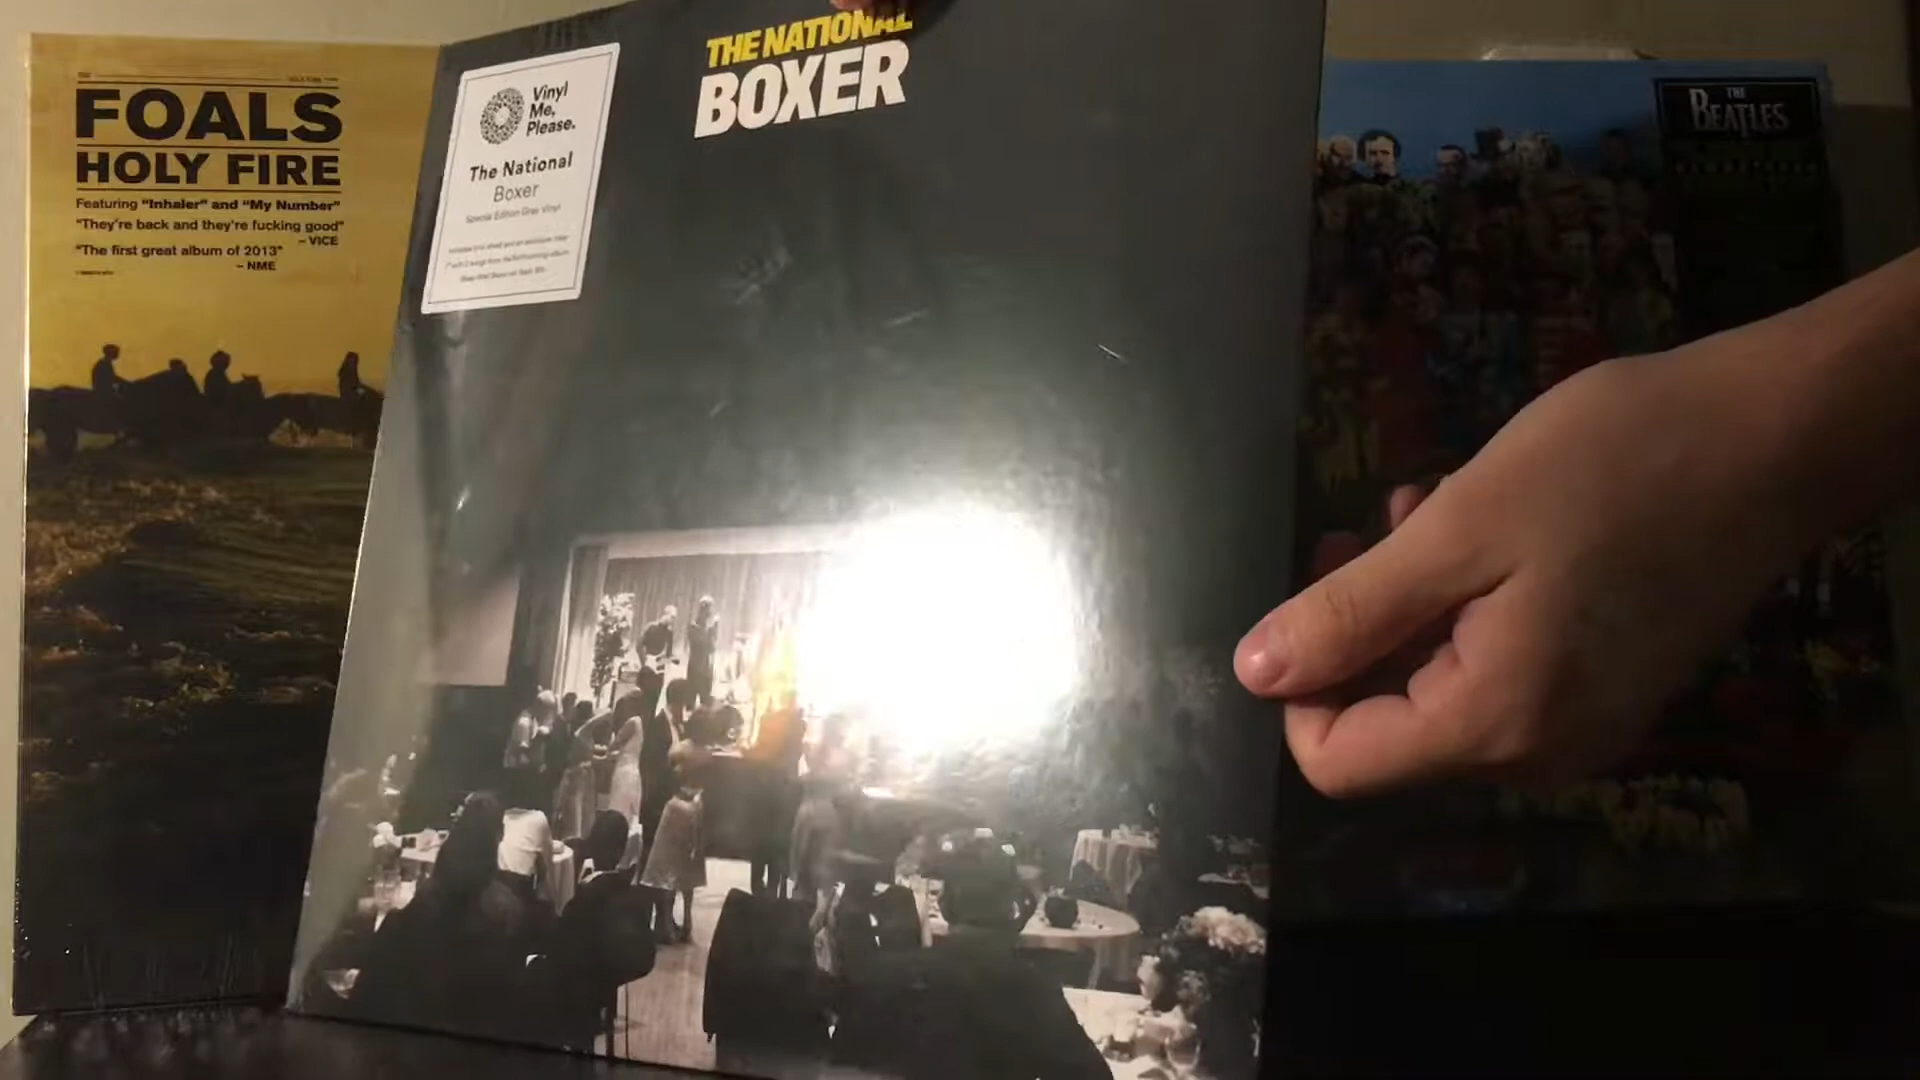 FOALS
HOLY FIRE
Featuring "Inhaler" and "My Number"
"They're back and they're fucking good"
– VICE
"The first great album of 2013"
– NME
THE NATIONAL
BOXER
Vinyl
Me,
Please.
The National
Boxer
Special Edition Gray Vinyl
THE
BEATLES